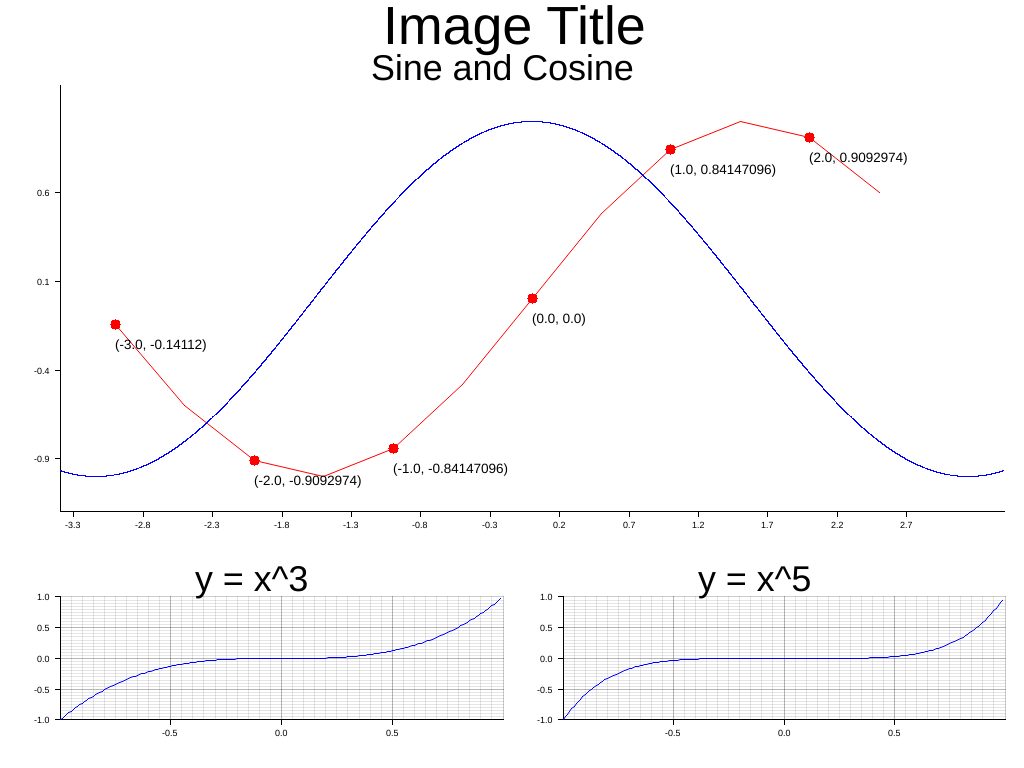 Image Title
Sine and Cosine
(2.0, 0.9092974)
(1.0, 0.84147096)
0.6
0.1
(0.0, 0.0)
(-3.0, -0.14112)
-0.4
-0.9
(-1.0, -0.84147096)
(-2.0, -0.9092974)
-3.3 -2.8 -2.3 -1.8 -1.3 -0.8 -0.3 0.2 0.7 1.2 1.7 2.2 2.7
y = x^3
1.0
0.5
0.0
-0.5
-1.0
-0.5 0.0 0.5
y = x^5
1.0
0.5
0.0
-0.5
-1.0
-0.5 0.0 0.5